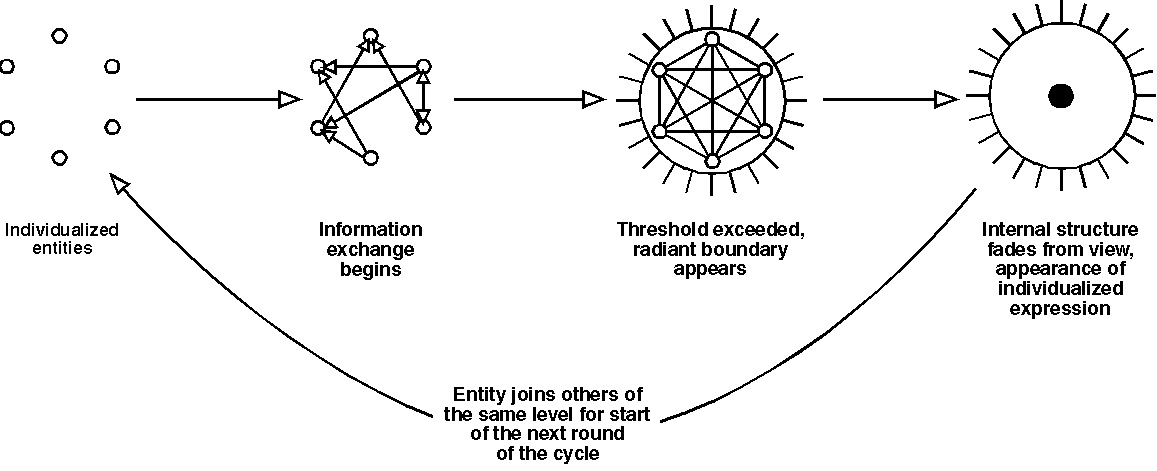 Individualized
entities
Information
exchange
begins
Threshold exceeded,
radiant boundary
appears
Internal structure
fades from view,
appearance of
individualized
expression
Entity joins others of
the same level for start
of the next round
of the cycle